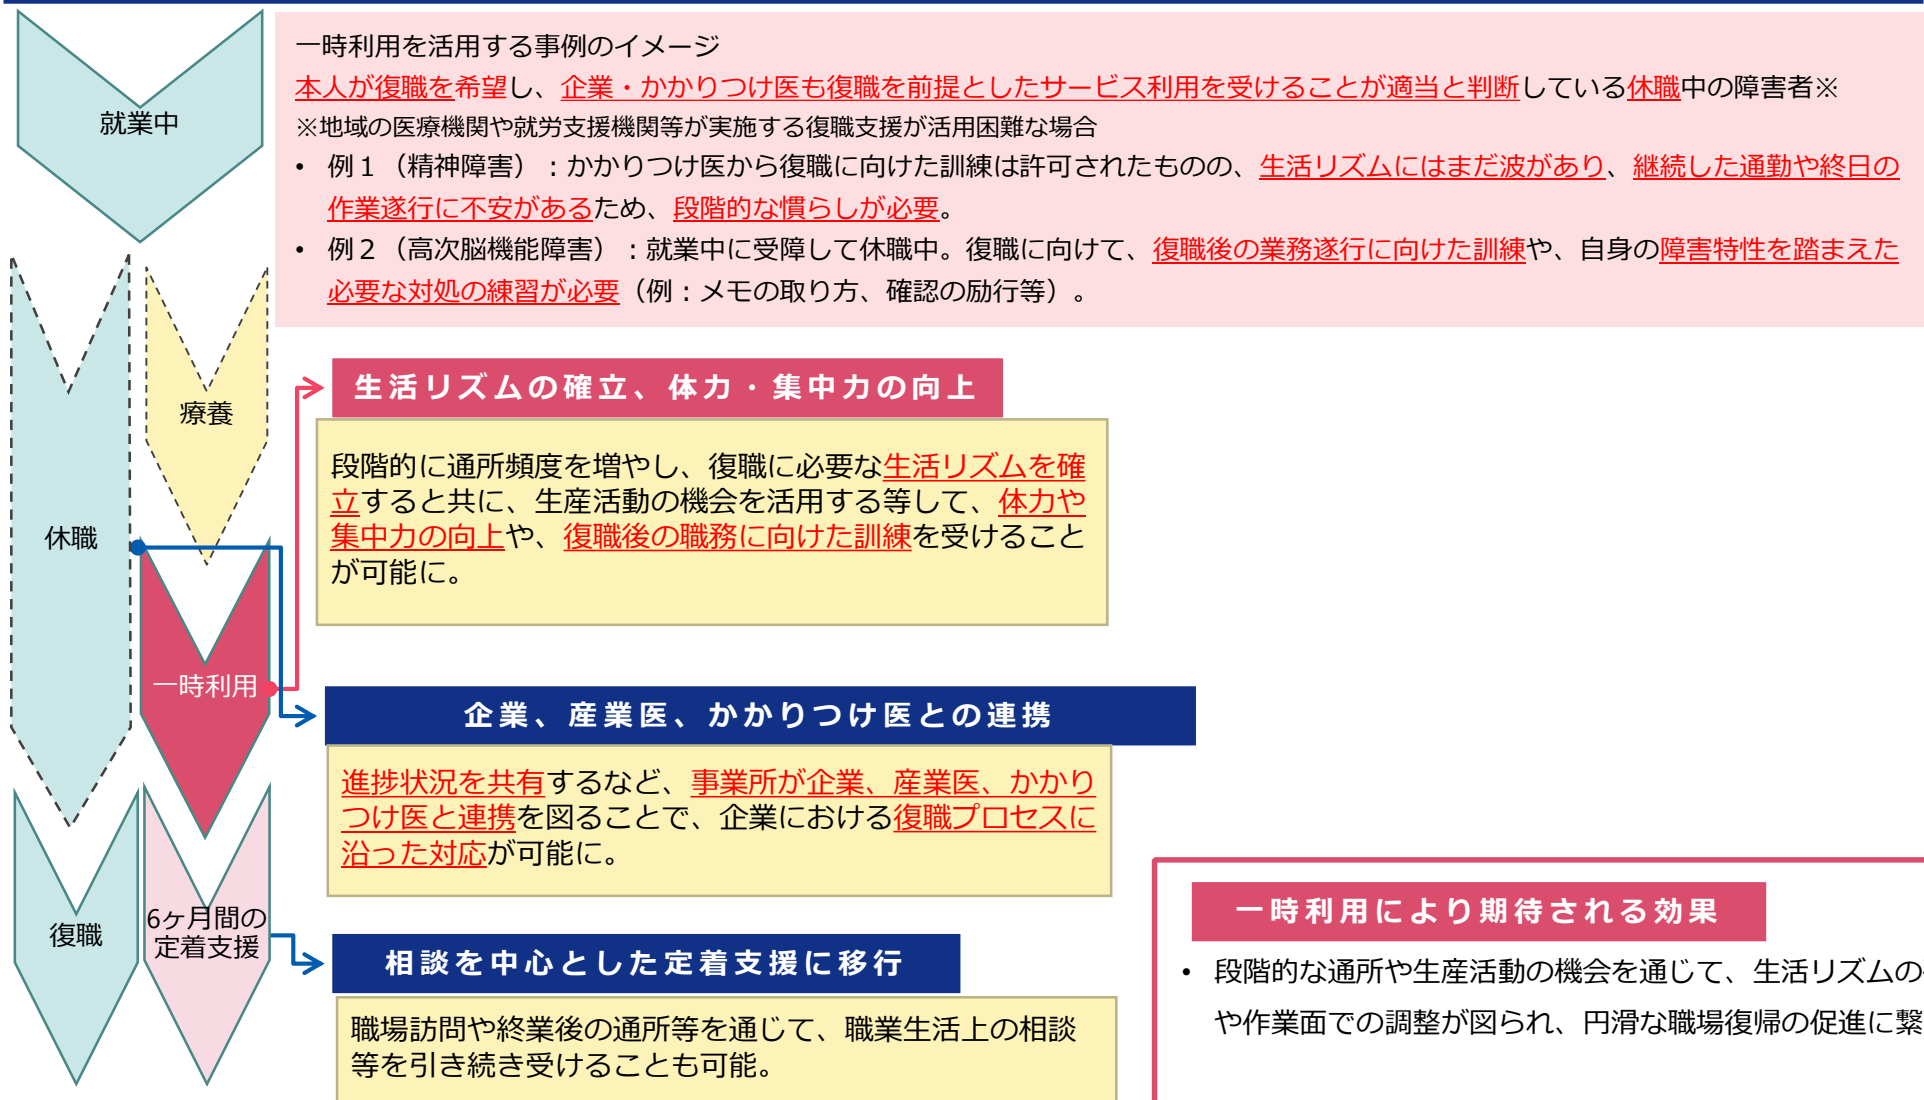 一時利用を活用する事例のイメージ
本人が復職を希望し、企業・かかりつけ医も復職を前提としたサービス利用を受けることが適当と判断している休職中の障害者※
※地域の医療機関や就労支援機関等が実施する復職支援が活用困難な場合
• 例１（精神障害）：かかりつけ医から復職に向けた訓練は許可されたものの、生活リズムにはまだ波があり、継続した通勤や終日の
作業遂行に不安があるため、段階的な慣らしが必要。
• 例２（高次脳機能障害）：就業中に受障して休職中。復職に向けて、復職後の業務遂行に向けた訓練や、自身の障害特性を踏まえた
必要な対処の練習が必要（例：メモの取り方、確認の励行等）。
就業中
療養
休職
一時利用
復職
6ヶ月間の
定着支援
生活リズムの確立、体力・集中力の向上
段階的に通所頻度を増やし、復職に必要な生活リズムを確
立すると共に、生産活動の機会を活用する等して、体力や
集中力の向上や、復職後の職務に向けた訓練を受けること
が可能に。
企業、産業医、かかりつけ医との連携
進捗状況を共有するなど、事業所が企業、産業医、かかり
つけ医と連携を図ることで、企業における復職プロセスに
沿った対応が可能に。
相談を中心とした定着支援に移行
職場訪問や終業後の通所等を通じて、職業生活上の相談
等を引き続き受けることも可能。
一時利用により期待される効果
• 段階的な通所や生産活動の機会を通じて、生活リズムの
や作業面での調整が図られ、円滑な職場復帰の促進に繋